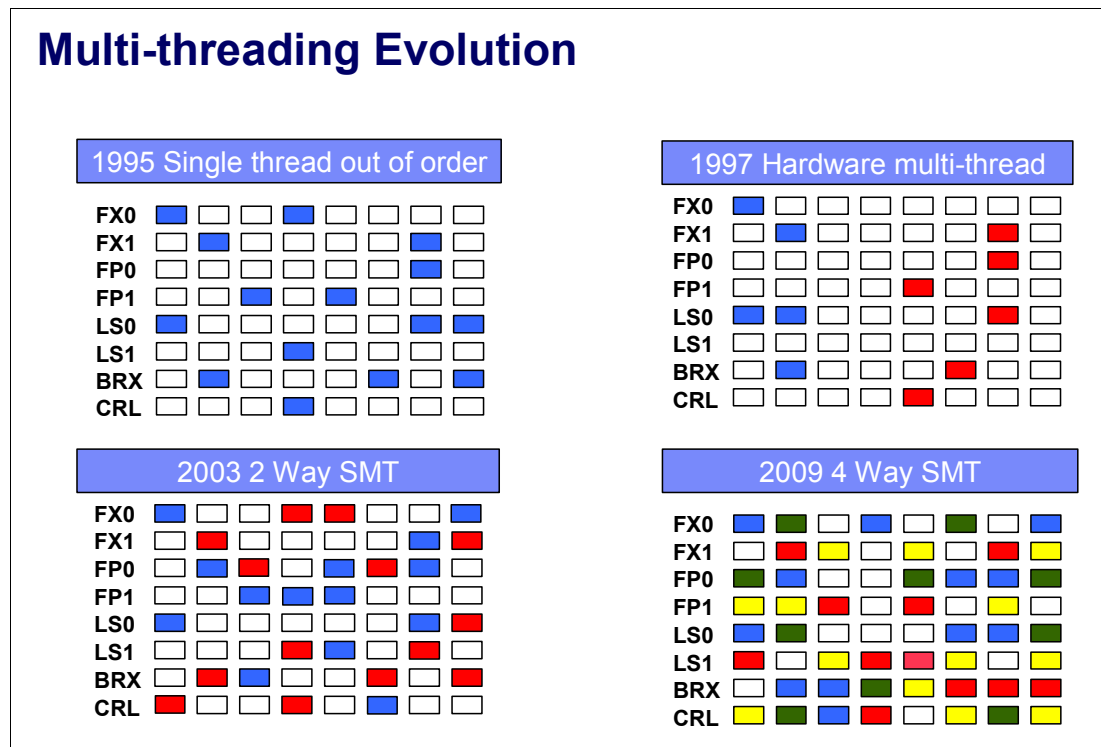 Multi-threading Evolution
1995 Single thread out of order
FX0
FX1
FP0
FP1
LS0
LS1
BRX
CRL
1997 Hardware multi-thread
FX0
FX1
FP0
FP1
LS0
LS1
BRX
CRL
2003 2 Way SMT
FX0
FX1
FP0
FP1
LS0
LS1
BRX
CRL
2009 4 Way SMT
FX0
FX1
FP0
FP1
LS0
LS1
BRX
CRL